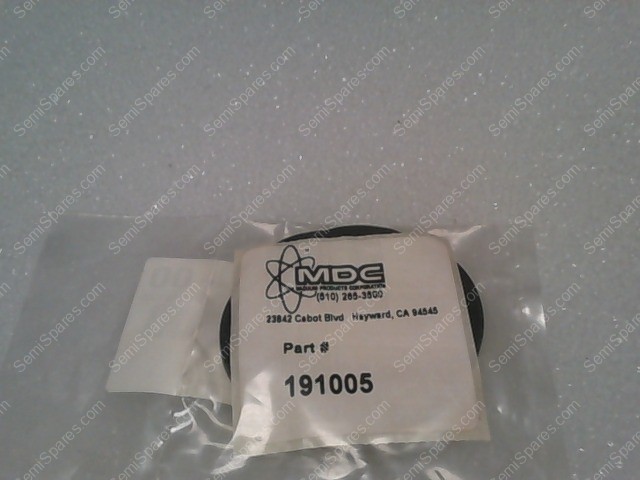 MDC
VACUUM PRODUCTS CORPORATION
(510) 265-3500
23842 Cabot Blvd Hayward, CA 94545
Part #
191005
SemiSpares.com